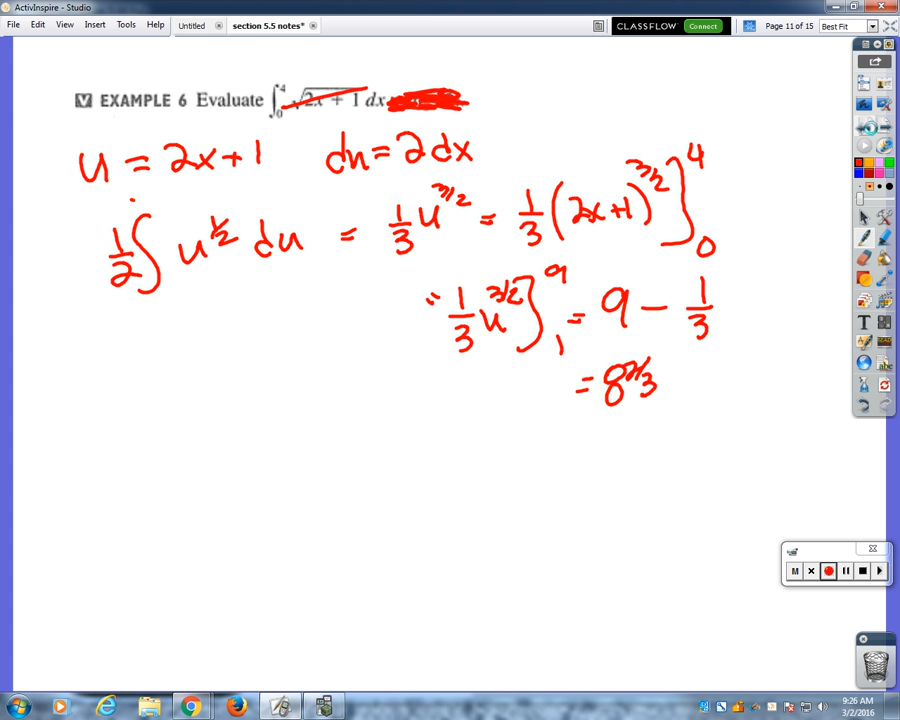 ActivInspire - Studio
File Edit View Insert Tools Help Untitled section 5.5 notes* CLASSFLOW Connect Page 11 of 15 Best Fit
V EXAMPLE 6 Evaluate ∫₀⁴ √(2x + 1) dx
u = 2x+1 du = 2dx
1/2 ∫ u^(1/2) du = 1/3 u^(3/2) = 1/3 (2x+1)^(3/2) ]₀⁴
1/3 u^(3/2) ]₁⁹ = 9 - 1/3
= 8 2/3
M
9:26 AM
3/2/2016